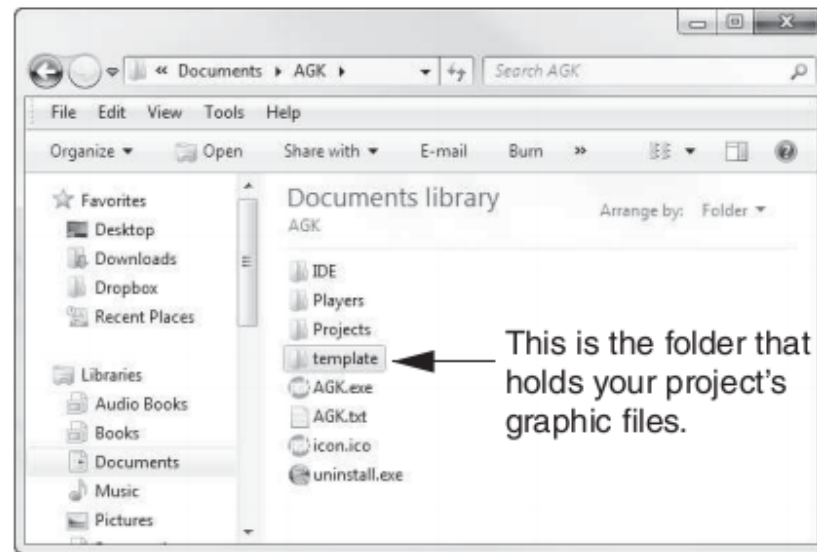 « Documents ▸ AGK ▸
Search AGK
File Edit View Tools Help
Organize ▾ Open Share with ▾ E-mail Burn »
Favorites
Desktop
Downloads
Dropbox
Recent Places
Libraries
Audio Books
Books
Documents
Music
Pictures
Documents library
AGK
Arrange by: Folder ▾
IDE
Players
Projects
template
AGK.exe
AGK.txt
icon.ico
uninstall.exe
This is the folder that
holds your project's
graphic files.